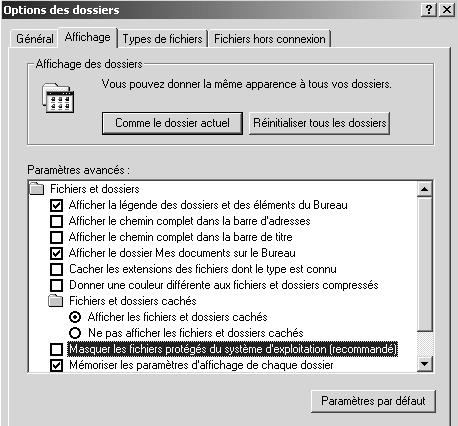 Options des dossiers
Général Affichage Types de fichiers Fichiers hors connexion
Affichage des dossiers
Vous pouvez donner la même apparence à tous vos dossiers.
Comme le dossier actuel Réinitialiser tous les dossiers
Paramètres avancés :
Fichiers et dossiers
Afficher la légende des dossiers et des éléments du Bureau
Afficher le chemin complet dans la barre d'adresses
Afficher le chemin complet dans la barre de titre
Afficher le dossier Mes documents sur le Bureau
Cacher les extensions des fichiers dont le type est connu
Donner une couleur différente aux fichiers et dossiers compressés
Fichiers et dossiers cachés
Afficher les fichiers et dossiers cachés
Ne pas afficher les fichiers et dossiers cachés
Masquer les fichiers protégés du système d'exploitation (recommandé)
Mémoriser les paramètres d'affichage de chaque dossier
Paramètres par défaut